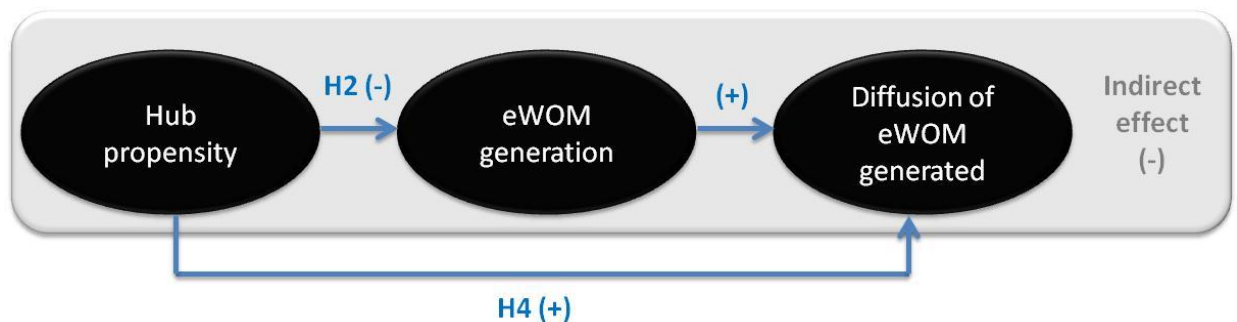 Hub
propensity
H2 (-)
eWOM
generation
(+)
Diffusion of
eWOM
generated
Indirect
effect
(-)
H4 (+)